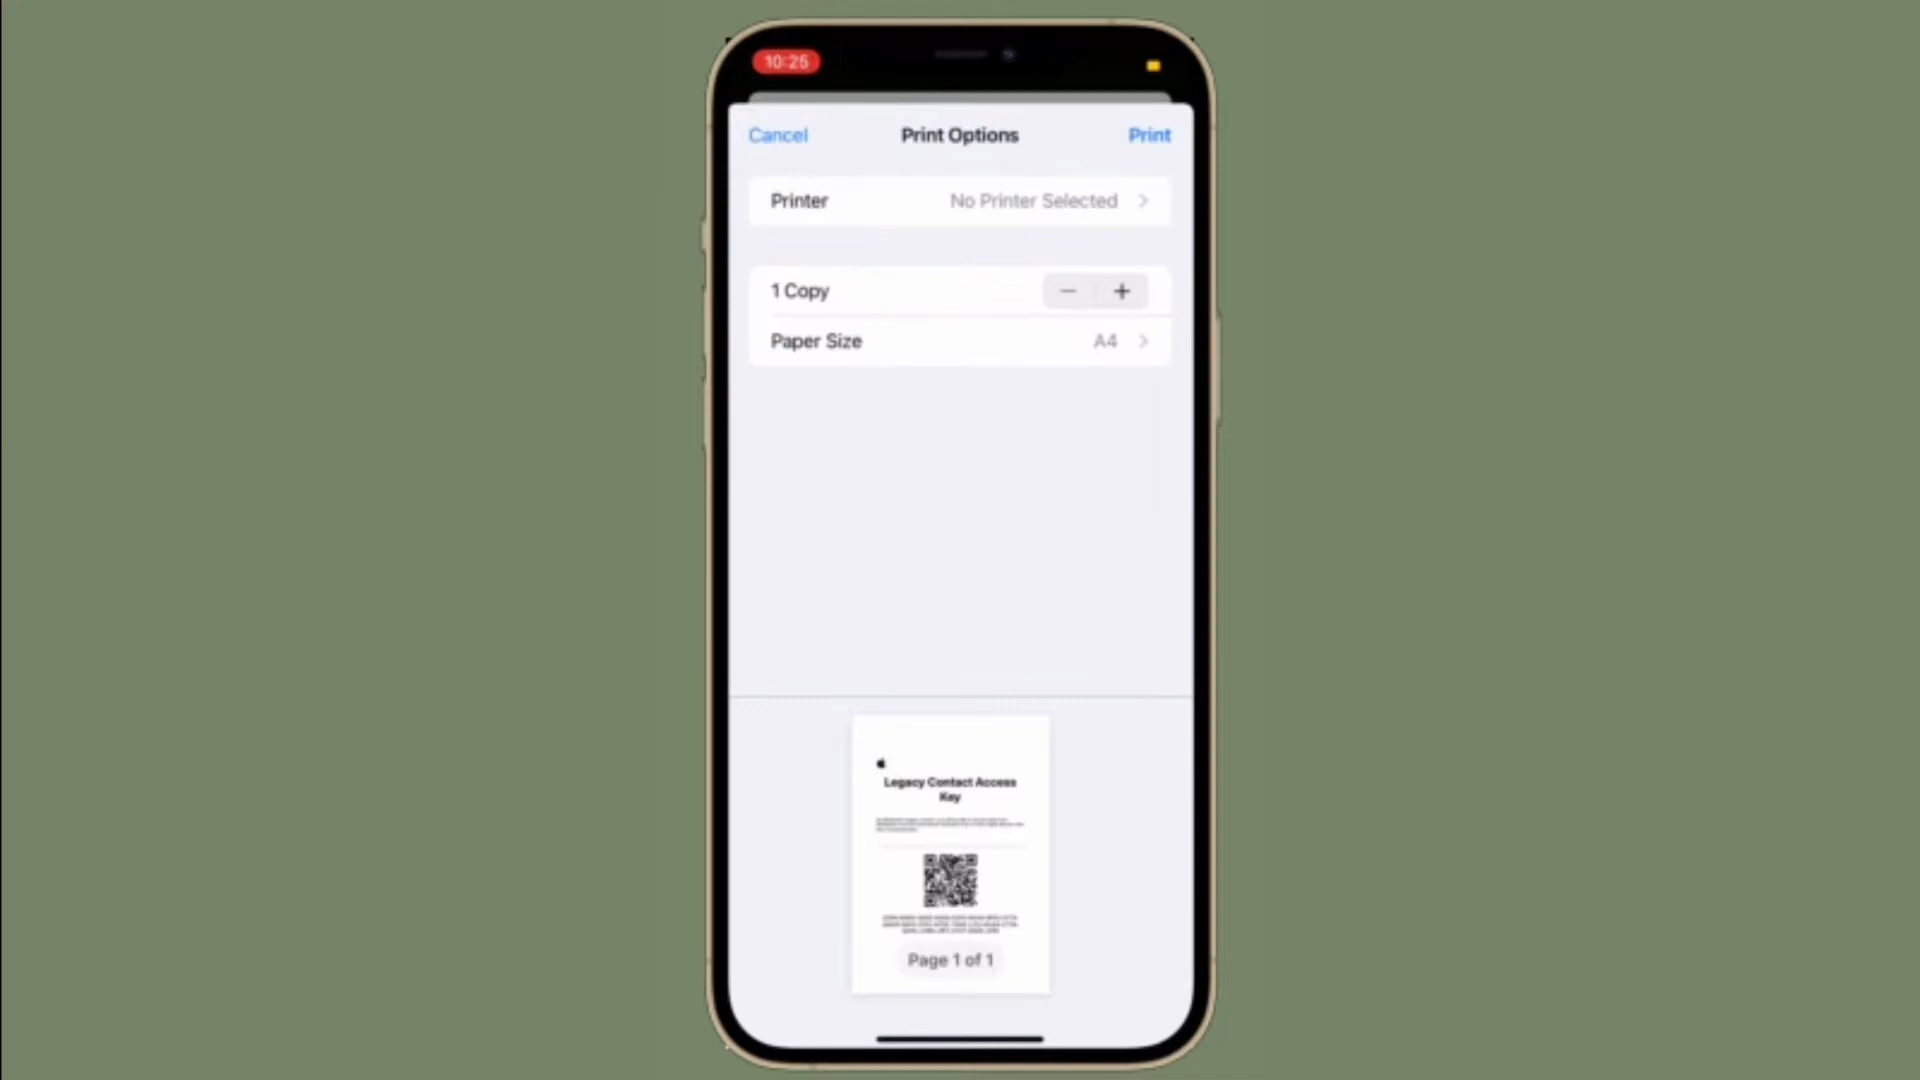 10:25
Cancel
Print Options
Print
Printer
No Printer Selected
1 Copy
Paper Size
A4
Legacy Contact Access
Key
Page 1 of 1